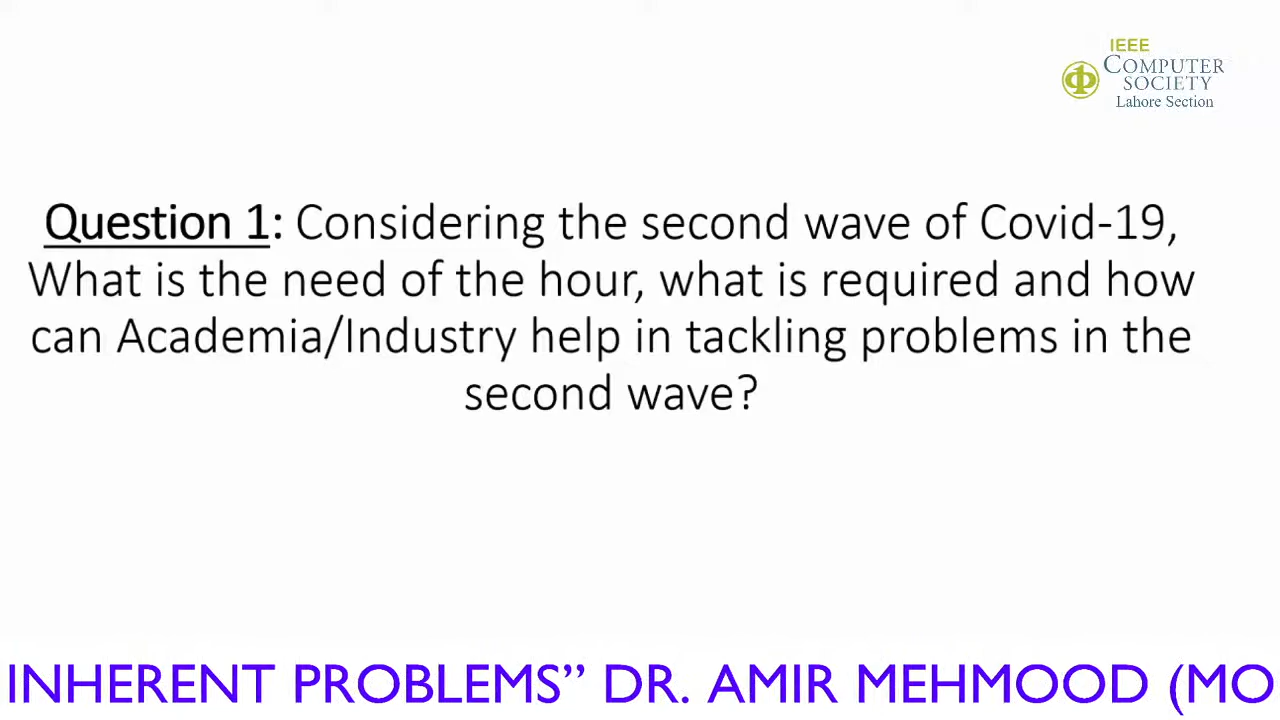 IEEE
COMPUTER
SOCIETY
Lahore Section
Question 1: Considering the second wave of Covid-19,
What is the need of the hour, what is required and how
can Academia/Industry help in tackling problems in the
second wave?
INHERENT PROBLEMS” DR. AMIR MEHMOOD (MO